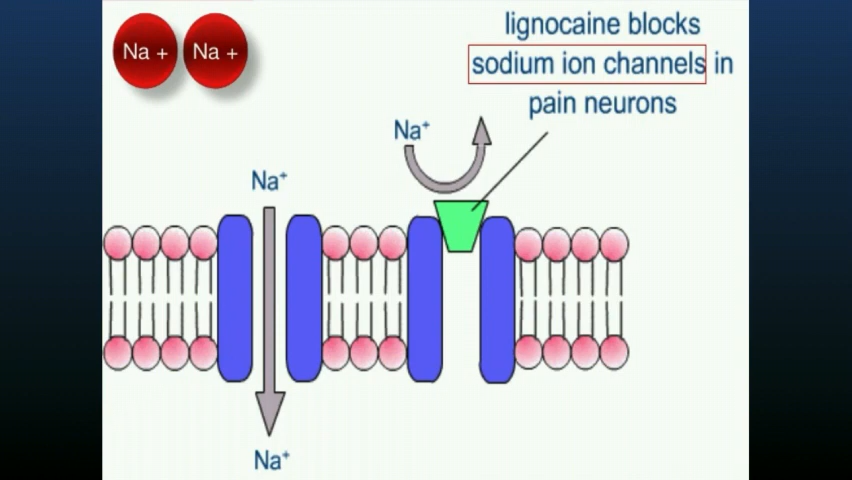 Na + Na +
lignocaine blocks
sodium ion channels in
pain neurons
Na⁺
Na⁺
Na⁺